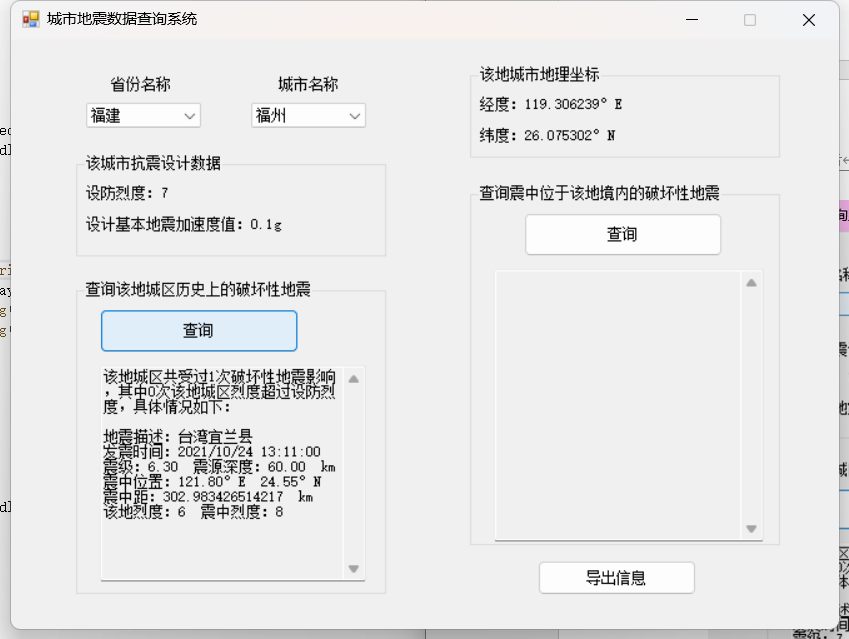 城市地震数据查询系统
省份名称
城市名称
福建
福州
该城市抗震设计数据
设防烈度：7
设计基本地震加速度值：0.1g
查询该地城区历史上的破坏性地震
查询
该地城区共受过1次破坏性地震影响
，其中0次该地城区烈度超过设防烈
度，具体情况如下：
地震描述：台湾宜兰县
发震时间：2021/10/24 13:11:00
震级：6.30 震源深度：60.00 km
震中位置：121.80° E 24.55° N
震中距：302.983426514217 km
该地烈度：6 震中烈度：8
该地城市地理坐标
经度：119.306239° E
纬度：26.075302° N
查询震中位于该地境内的破坏性地震
查询
导出信息